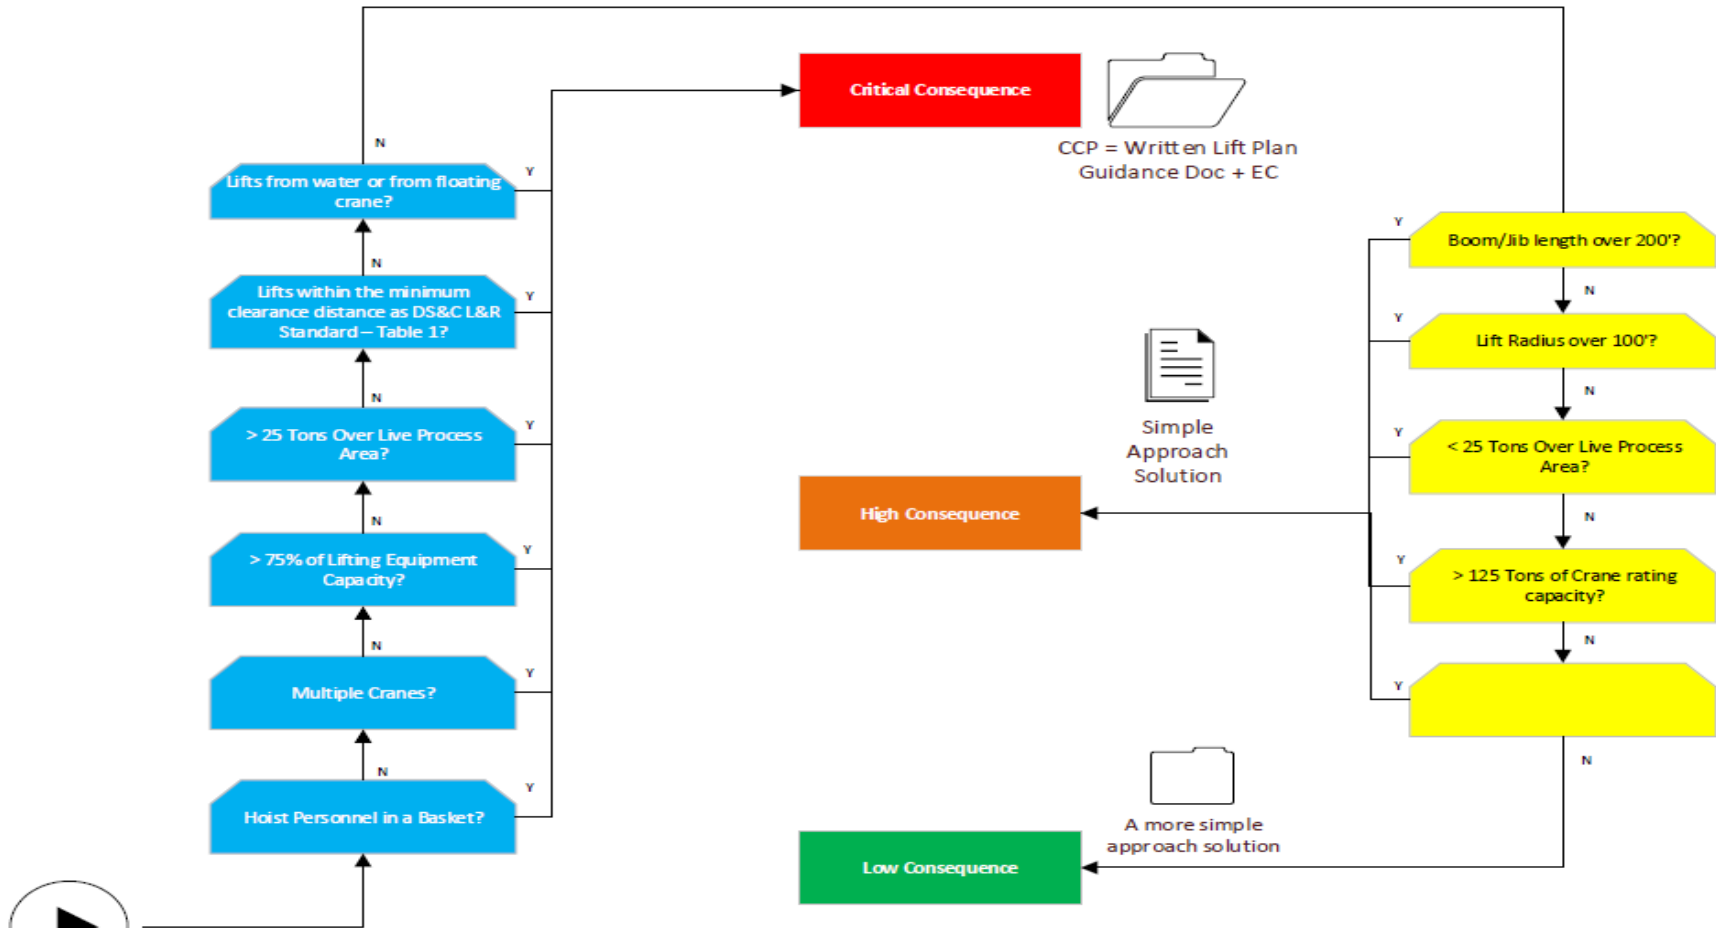 N
Critical Consequence
CCP = Written Lift Plan
Guidance Doc + EC
Lifts from water or from floating
crane?
Y
N
Lifts within the minimum
clearance distance as DS&C L&R
Standard – Table 1?
Y
N
> 25 Tons Over Live Process
Area?
Y
N
> 75% of Lifting Equipment
Capacity?
Y
N
Multiple Cranes?
Y
N
Hoist Personnel in a Basket?
Y
Simple
Approach
Solution
High Consequence
A more simple
approach solution
Low Consequence
Y
Boom/Jib length over 200'?
N
Y
Lift Radius over 100'?
N
Y
< 25 Tons Over Live Process
Area?
N
Y
> 125 Tons of Crane rating
capacity?
N
Y
N